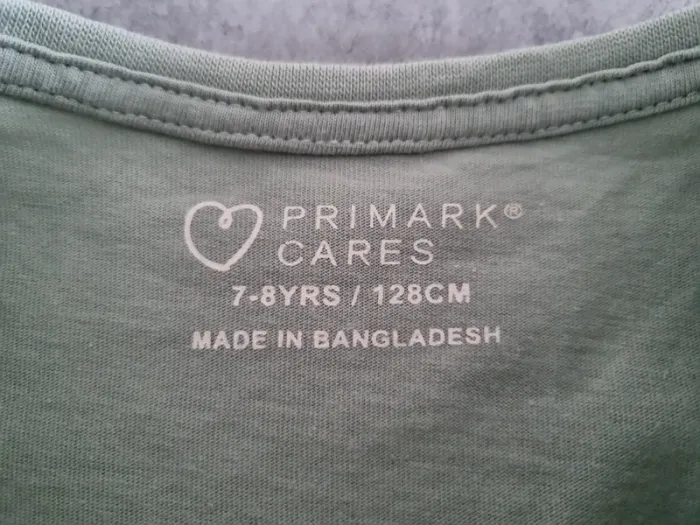 PRIMARK®
CARES
7-8YRS / 128CM
MADE IN BANGLADESH